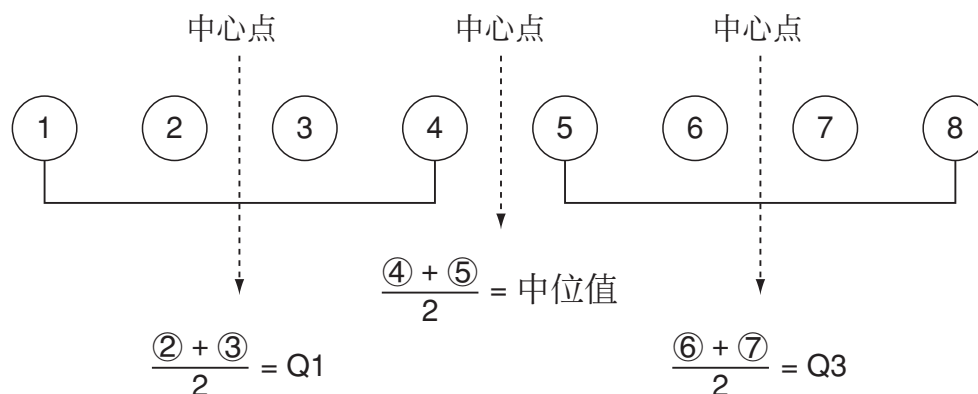 中心点 中心点 中心点
1 2 3 4 5 6 7 8
④ + ⑤
2
= 中位值
② + ③
2
= Q1
⑥ + ⑦
2
= Q3